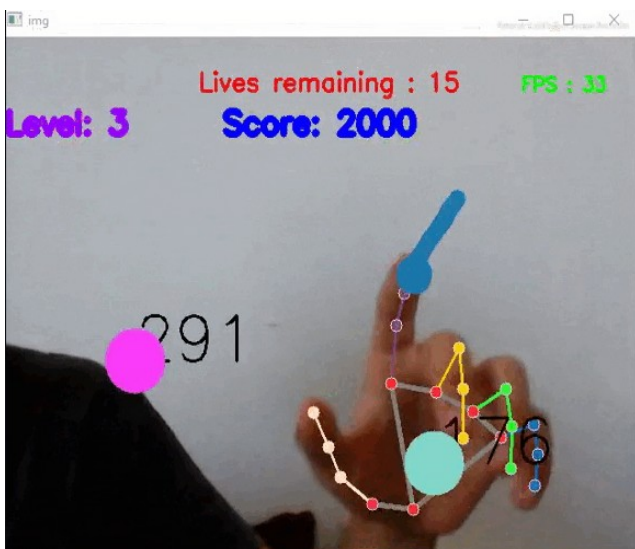 img
Lives remaining : 15
FPS : 33
Level: 3
Score: 2000
291
176